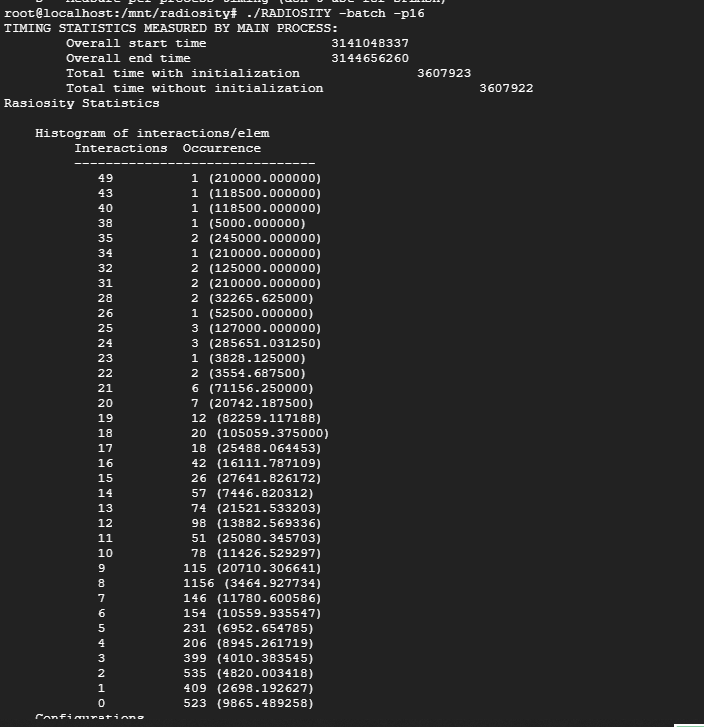 root@localhost:/mnt/radiosity# ./RADIOSITY -batch -p16
TIMING STATISTICS MEASURED BY MAIN PROCESS:
        Overall start time                3141048337
        Overall end time                  3144656260
        Total time with initialization               3607923
        Total time without initialization                    3607922
Rasiosity Statistics
    Histogram of interactions/elem
         Interactions  Occurrence
         -------------------------------
            49          1 (210000.000000)
            43          1 (118500.000000)
            40          1 (118500.000000)
            38          1 (5000.000000)
            35          2 (245000.000000)
            34          1 (210000.000000)
            32          2 (125000.000000)
            31          2 (210000.000000)
            28          2 (32265.625000)
            26          1 (52500.000000)
            25          3 (127000.000000)
            24          3 (285651.031250)
            23          1 (3828.125000)
            22          2 (3554.687500)
            21          6 (71156.250000)
            20          7 (20742.187500)
            19          12 (82259.117188)
            18          20 (105059.375000)
            17          18 (25488.064453)
            16          42 (16111.787109)
            15          26 (27641.826172)
            14          57 (7446.820312)
            13          74 (21521.533203)
            12          98 (13882.569336)
            11          51 (25080.345703)
            10          78 (11426.529297)
            9          115 (20710.306641)
            8          1156 (3464.927734)
            7          146 (11780.600586)
            6          154 (10559.935547)
            5          231 (6952.654785)
            4          206 (8945.261719)
            3          399 (4010.383545)
            2          535 (4820.003418)
            1          409 (2698.192627)
            0          523 (9865.489258)
    Configurations